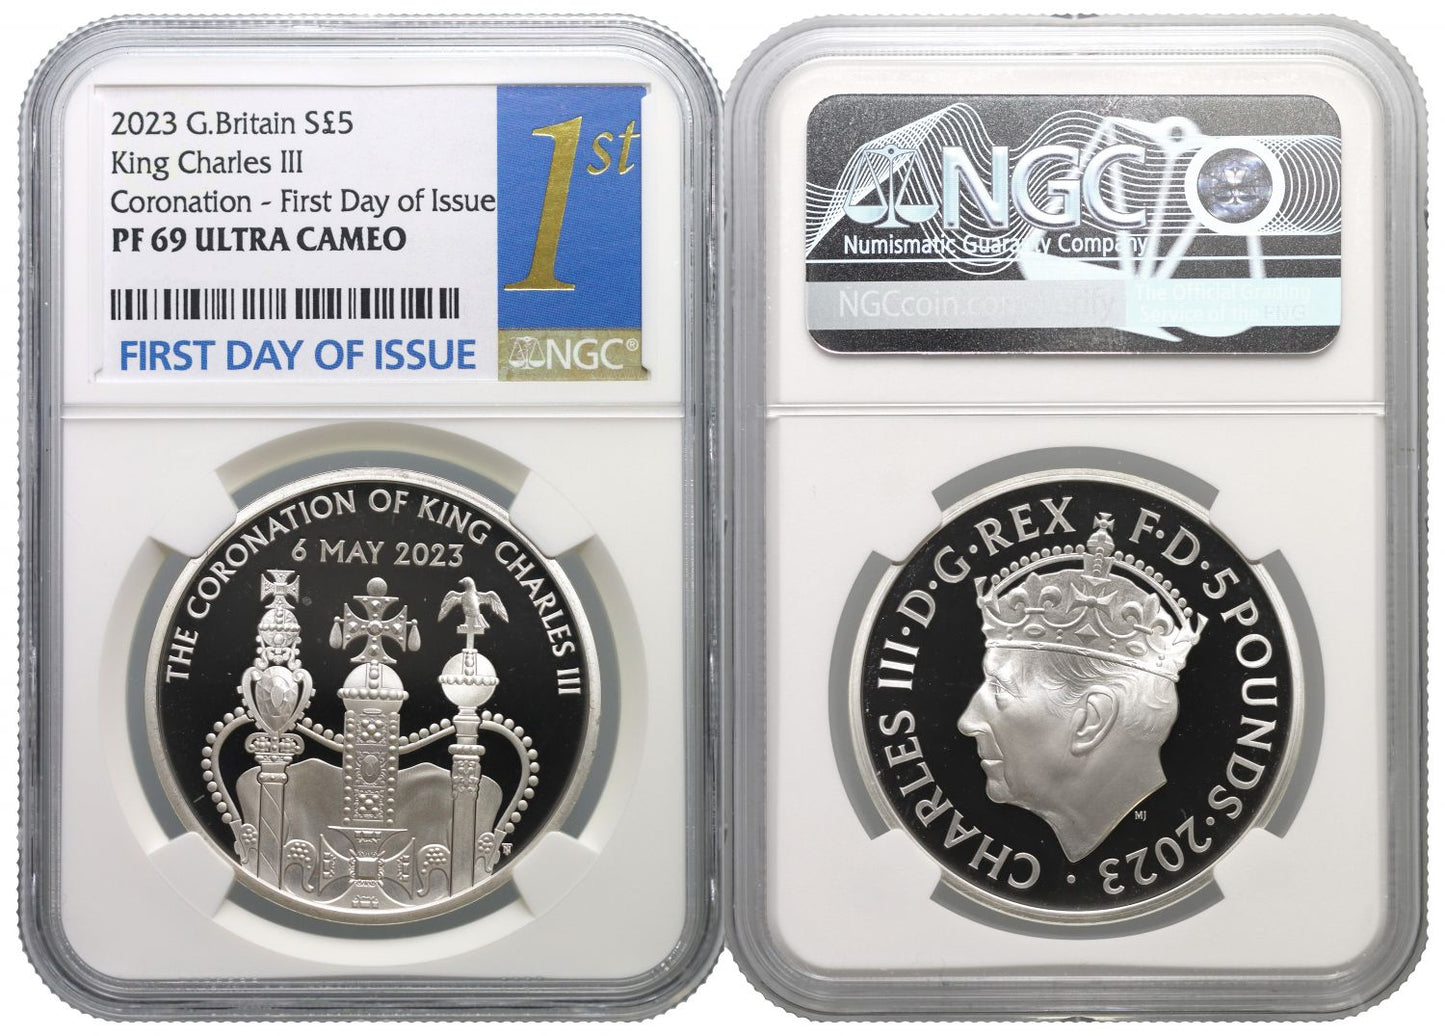 2023 G.Britain S£5
King Charles III
Coronation - First Day of Issue
PF 69 ULTRA CAMEO
FIRST DAY OF ISSUE
1st
NGC®
THE CORONATION OF KING CHARLES III
6 MAY 2023
NGC
Numismatic Guaranty Company
NGCcoin.com/verify
The Official Grading
Service of the PNG
CHARLES III·D·G·REX F·D·5 POUNDS·2023·
MJ